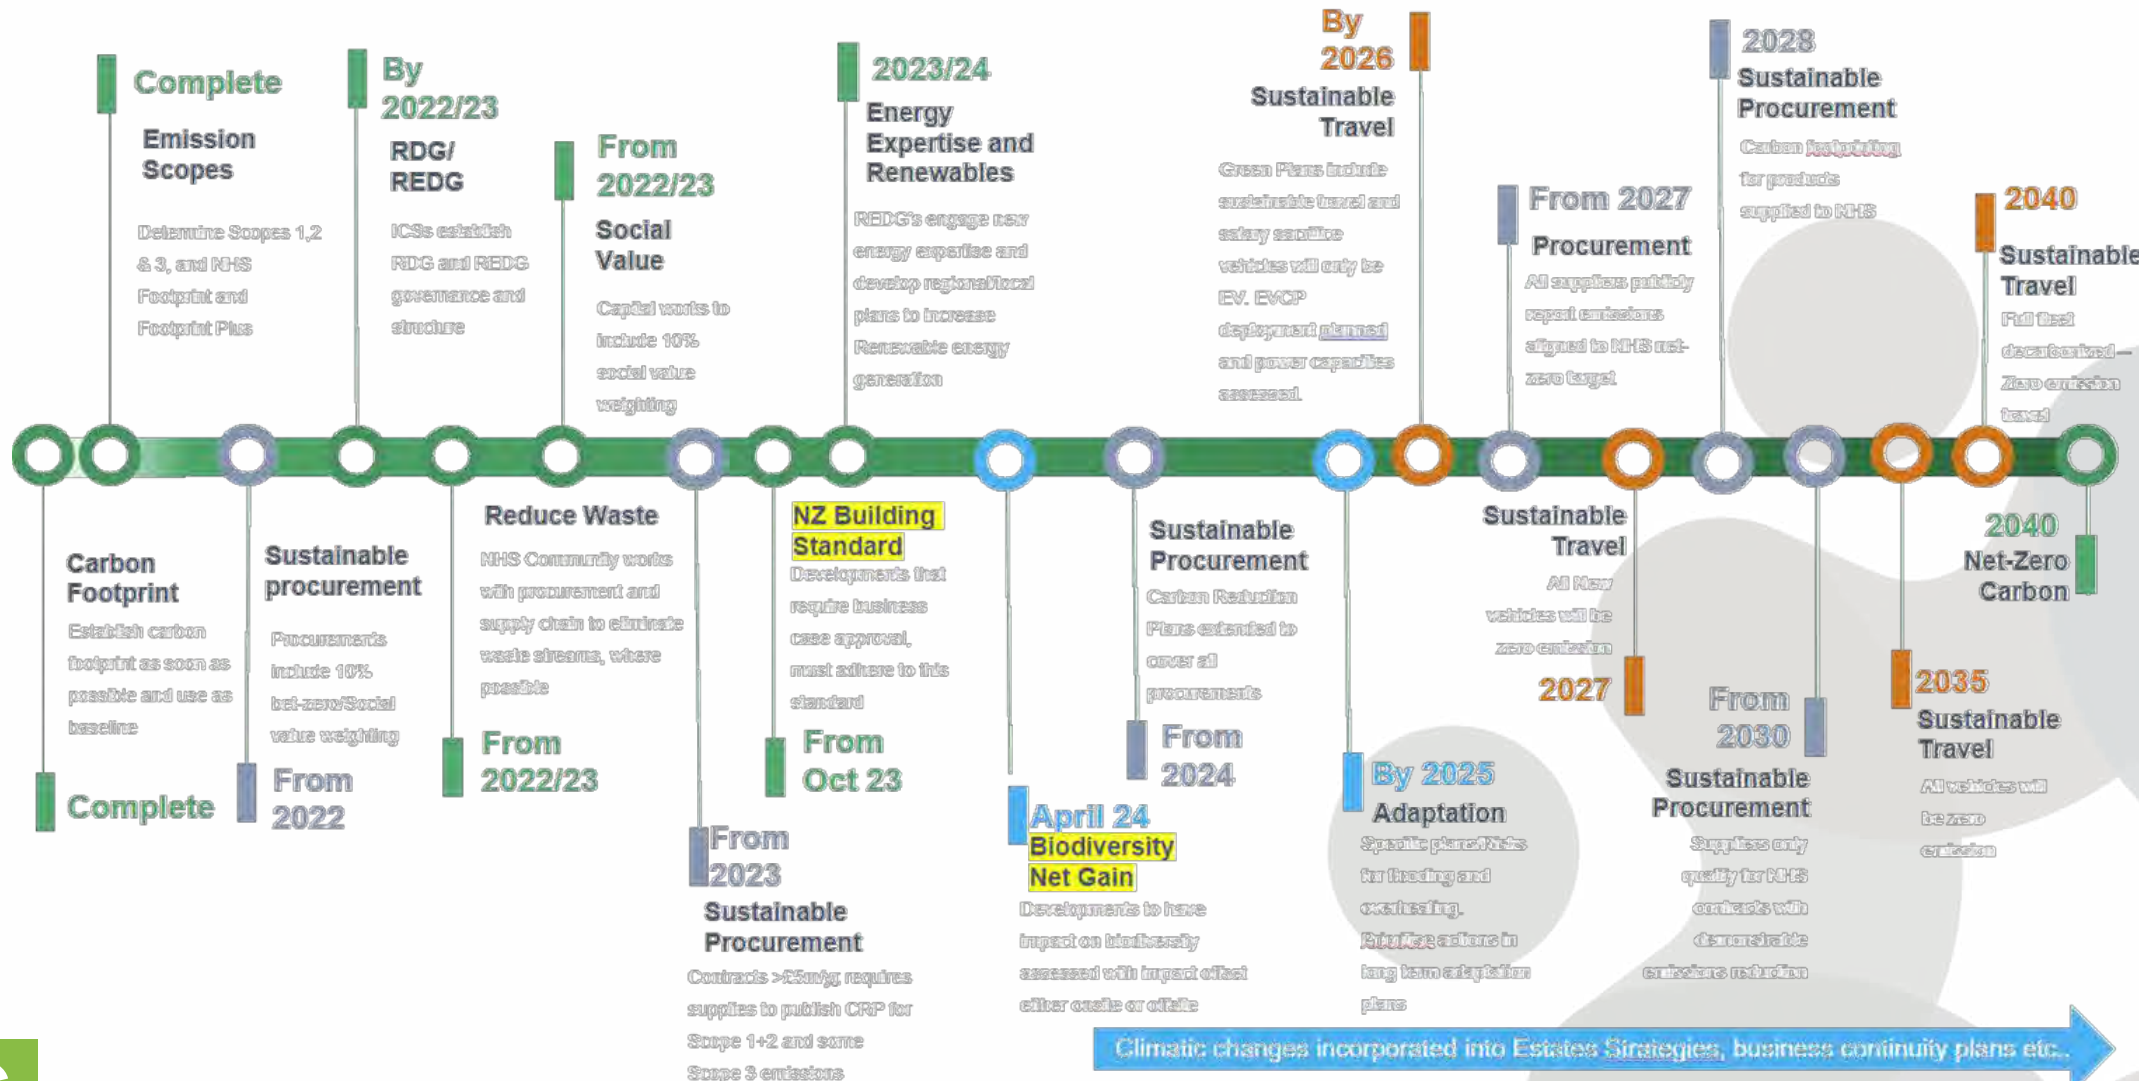 Complete
Emission
Scopes
Determine Scopes 1,2
& 3, and NHS
Footprint and
Footprint Plus
By
2022/23
RDG/
REDG
ICSs establish
RDG and REDG
governance and
structure
From
2022/23
Social
Value
Capital works to
include 10%
social value
weighting
2023/24
Energy
Expertise and
Renewables
REDG's engage new
energy expertise and
develop regional/local
plans to increase
Renewable energy
generation
By
2026
Sustainable
Travel
Green Plans include
sustainable travel and
salary sacrifice
vehicles will only be
EV. EVCP
deployment planned
and power capacities
assessed.
From 2027
Procurement
All suppliers publicly
report emissions
aligned to NHS net-
zero target
2028
Sustainable
Procurement
Carbon footprinting
for products
supplied to NHS
2040
Sustainable
Travel
Full fleet
decarbonised –
Zero emission
travel
Carbon
Footprint
Establish carbon
footprint as soon as
possible and use as
baseline
Complete
Sustainable
procurement
Procurements
include 10%
net-zero/Social
value weighting
From
2022
Reduce Waste
NHS Community works
with procurement and
supply chain to eliminate
waste streams, where
possible
From
2022/23
From
2023
Sustainable
Procurement
Contracts >£5m/g, requires
supplies to publish CRP for
Scope 1+2 and some
Scope 3 emissions
NZ Building
Standard
Developments that
require business
case approval,
must adhere to this
standard
From
Oct 23
April 24
Biodiversity
Net Gain
Developments to have
impact on biodiversity
assessed with impact offset
either onsite or offsite
Sustainable
Procurement
Carbon Reduction
Plans extended to
cover all
procurements
From
2024
By 2025
Adaptation
Specific plans/risks
for flooding and
overheating.
Prioritise actions in
long term adaptation
plans
Sustainable
Travel
All New
vehicles will be
zero emission
2027
From
2030
Sustainable
Procurement
Suppliers only
qualify for NHS
contracts with
demonstrable
emissions reduction
2035
Sustainable
Travel
All vehicles will
be zero
emission
2040
Net-Zero
Carbon
Climatic changes incorporated into Estates Strategies, business continuity plans etc..